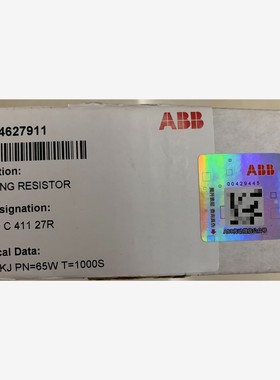 4627911
ABB
tion:
NG RESISTOR
signation:
C 411 27R
cal Data:
KJ PN=65W T=1000S
ABB